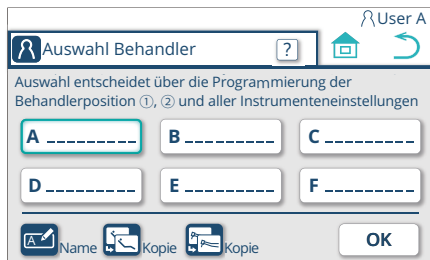 User A
Auswahl Behandler ?
Auswahl entscheidet über die Programmierung der
Behandlerposition ①, ② und aller Instrumenteneinstellungen
A _________ B _________ C _________
D _________ E _________ F _________
A Name Kopie Kopie OK